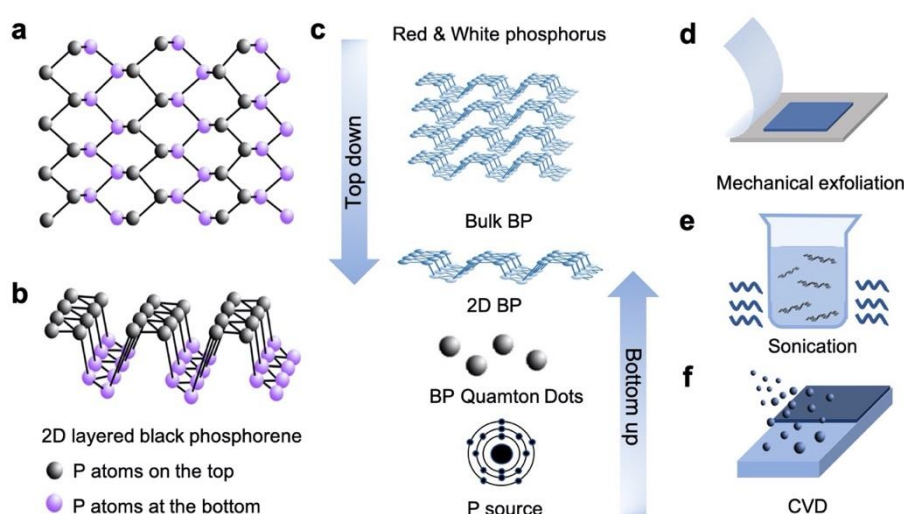 a
b
2D layered black phosphorene
P atoms on the top
P atoms at the bottom
c
Top down
Red & White phosphorus
Bulk BP
2D BP
BP Quamton Dots
P source
Bottom up
d
Mechanical exfoliation
e
Sonication
f
CVD